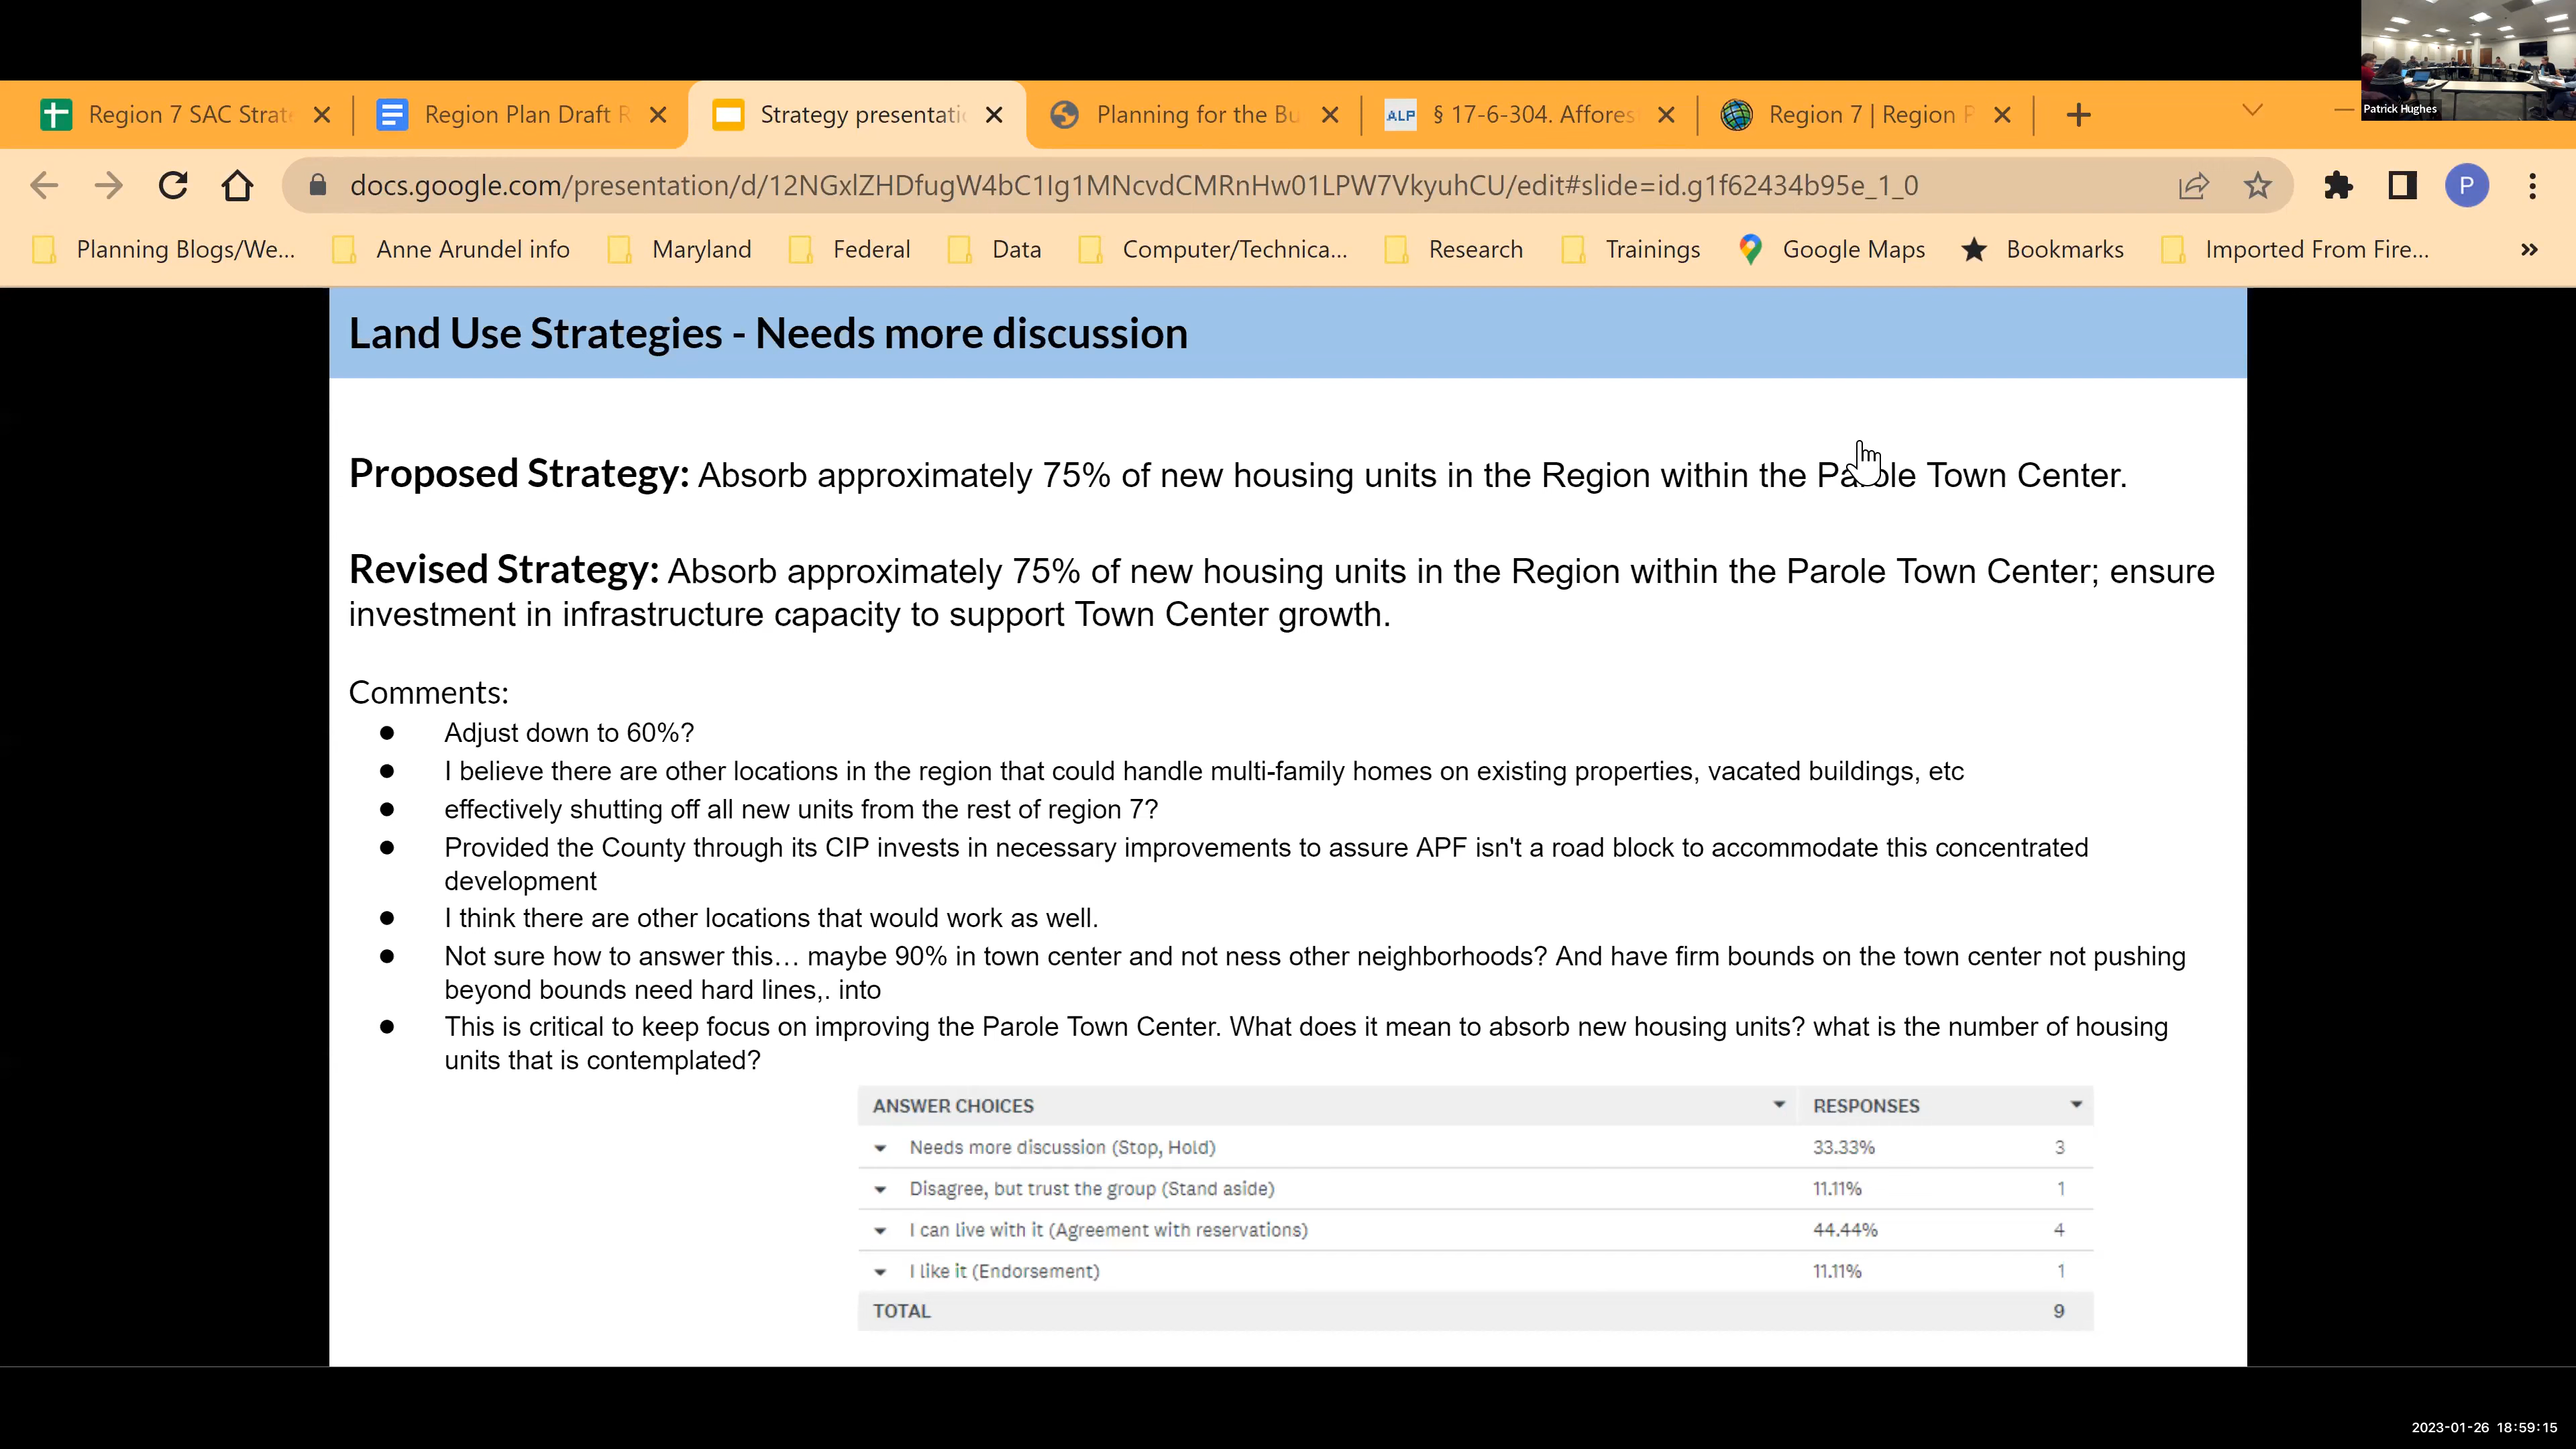 Patrick Hughes
Region 7 SAC Strat
Region Plan Draft R
Strategy presentati
Planning for the Bu
ALP
§ 17-6-304. Affores
Region 7 | Region P
docs.google.com/presentation/d/12NGxlZHDfugW4bC1Ig1MNcvdCMRnHw01LPW7VkyuhCU/edit#slide=id.g1f62434b95e_1_0
P
Planning Blogs/We...
Anne Arundel info
Maryland
Federal
Data
Computer/Technica...
Research
Trainings
Google Maps
Bookmarks
Imported From Fire...
Land Use Strategies - Needs more discussion
Proposed Strategy: Absorb approximately 75% of new housing units in the Region within the Parole Town Center.
Revised Strategy: Absorb approximately 75% of new housing units in the Region within the Parole Town Center; ensure
investment in infrastructure capacity to support Town Center growth.
Comments:
● Adjust down to 60%?
● I believe there are other locations in the region that could handle multi-family homes on existing properties, vacated buildings, etc
● effectively shutting off all new units from the rest of region 7?
● Provided the County through its CIP invests in necessary improvements to assure APF isn't a road block to accommodate this concentrated
development
● I think there are other locations that would work as well.
● Not sure how to answer this… maybe 90% in town center and not ness other neighborhoods? And have firm bounds on the town center not pushing
beyond bounds need hard lines,. into
● This is critical to keep focus on improving the Parole Town Center. What does it mean to absorb new housing units? what is the number of housing
units that is contemplated?
ANSWER CHOICES RESPONSES
Needs more discussion (Stop, Hold) 33.33% 3
Disagree, but trust the group (Stand aside) 11.11% 1
I can live with it (Agreement with reservations) 44.44% 4
I like it (Endorsement) 11.11% 1
TOTAL 9
2023-01-26 18:59:15